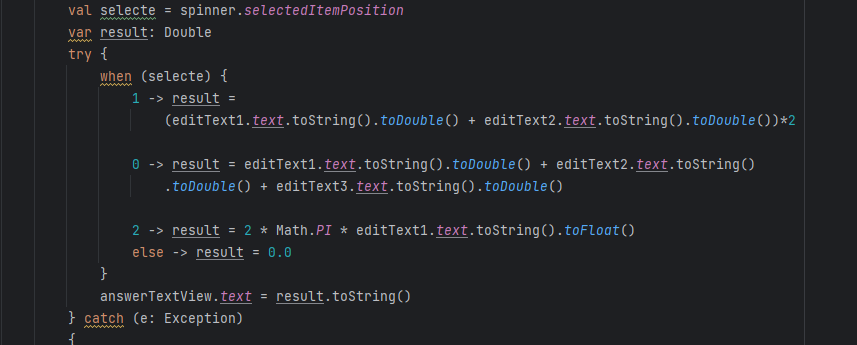 val selecte = spinner.selectedItemPosition
var result: Double
try {
when (selecte) {
1 -> result =
(editText1.text.toString().toDouble() + editText2.text.toString().toDouble())*2
0 -> result = editText1.text.toString().toDouble() + editText2.text.toString()
.toDouble() + editText3.text.toString().toDouble()
2 -> result = 2 * Math.PI * editText1.text.toString().toFloat()
else -> result = 0.0
}
answerTextView.text = result.toString()
} catch (e: Exception)
{